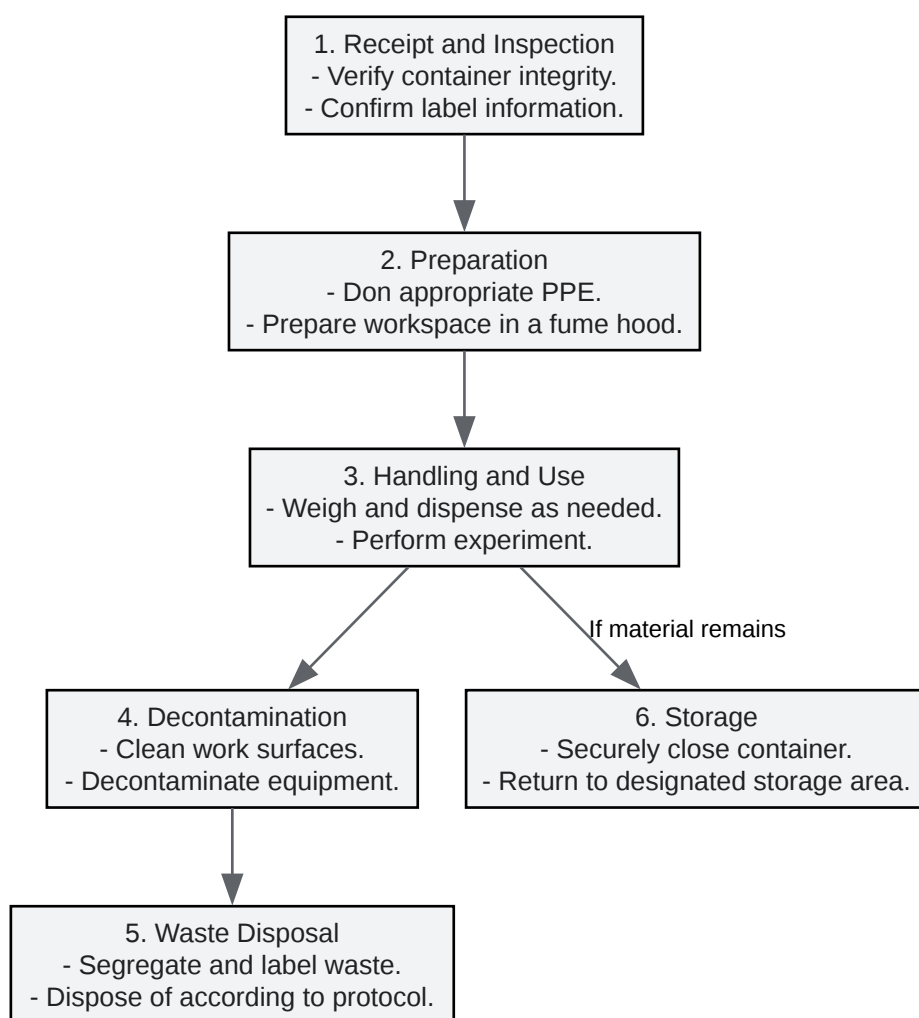 1. Receipt and Inspection
- Verify container integrity.
- Confirm label information.
2. Preparation
- Don appropriate PPE.
- Prepare workspace in a fume hood.
3. Handling and Use
- Weigh and dispense as needed.
- Perform experiment.
If material remains
4. Decontamination
- Clean work surfaces.
- Decontaminate equipment.
6. Storage
- Securely close container.
- Return to designated storage area.
5. Waste Disposal
- Segregate and label waste.
- Dispose of according to protocol.